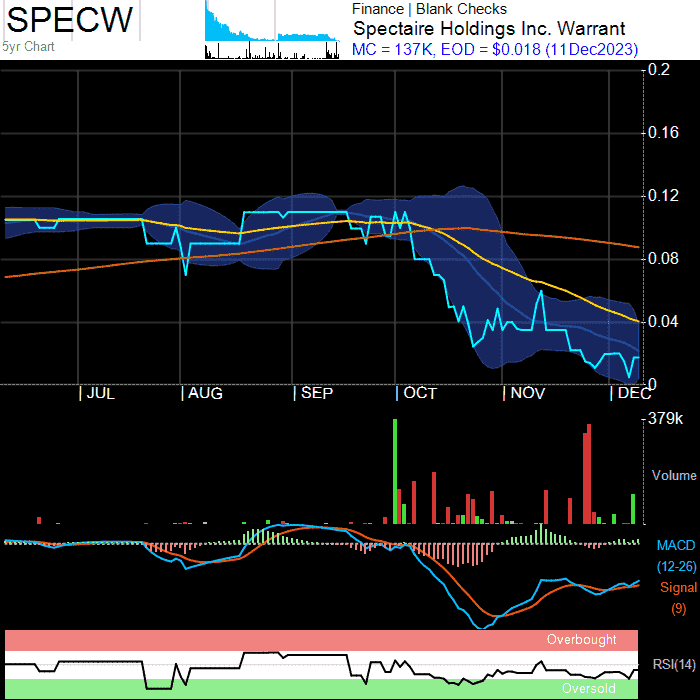 SPECW
5yr Chart
Finance | Blank Checks
Spectaire Holdings Inc. Warrant
MC = 137K, EOD = $0.018 (11Dec2023)
0.2
0.16
0.12
0.08
0.04
0
JUL AUG SEP OCT NOV DEC
379k
Volume
MACD
(12-26)
Signal
(9)
Overbought
RSI(14)
Oversold